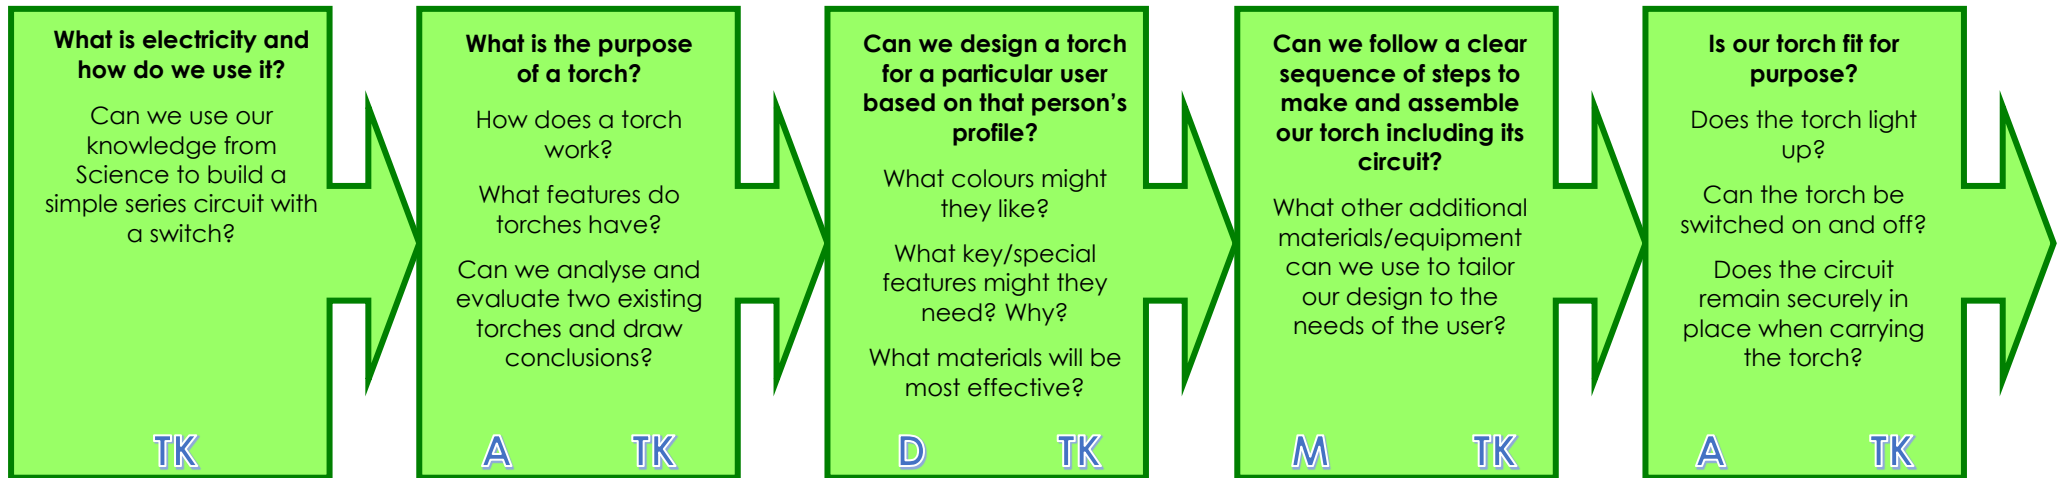 What is electricity and
how do we use it?
Can we use our
knowledge from
Science to build a
simple series circuit with
a switch?
TK
What is the purpose
of a torch?
How does a torch
work?
What features do
torches have?
Can we analyse and
evaluate two existing
torches and draw
conclusions?
A TK
Can we design a torch
for a particular user
based on that person’s
profile?
What colours might
they like?
What key/special
features might they
need? Why?
What materials will be
most effective?
D TK
Can we follow a clear
sequence of steps to
make and assemble
our torch including its
circuit?
What other additional
materials/equipment
can we use to tailor
our design to the
needs of the user?
M TK
Is our torch fit for
purpose?
Does the torch light
up?
Can the torch be
switched on and off?
Does the circuit
remain securely in
place when carrying
the torch?
A TK